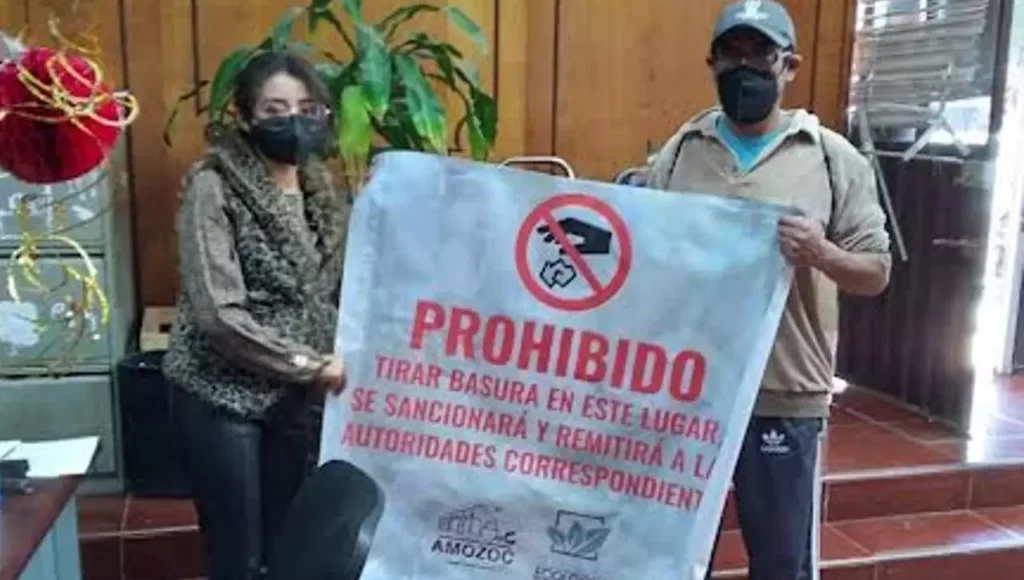 PROHIBIDO
TIRAR BASURA EN ESTE LUGAR,
SE SANCIONARÁ Y REMITIRÁ A LA
AUTORIDADES CORRESPONDIENT
AMOZOC